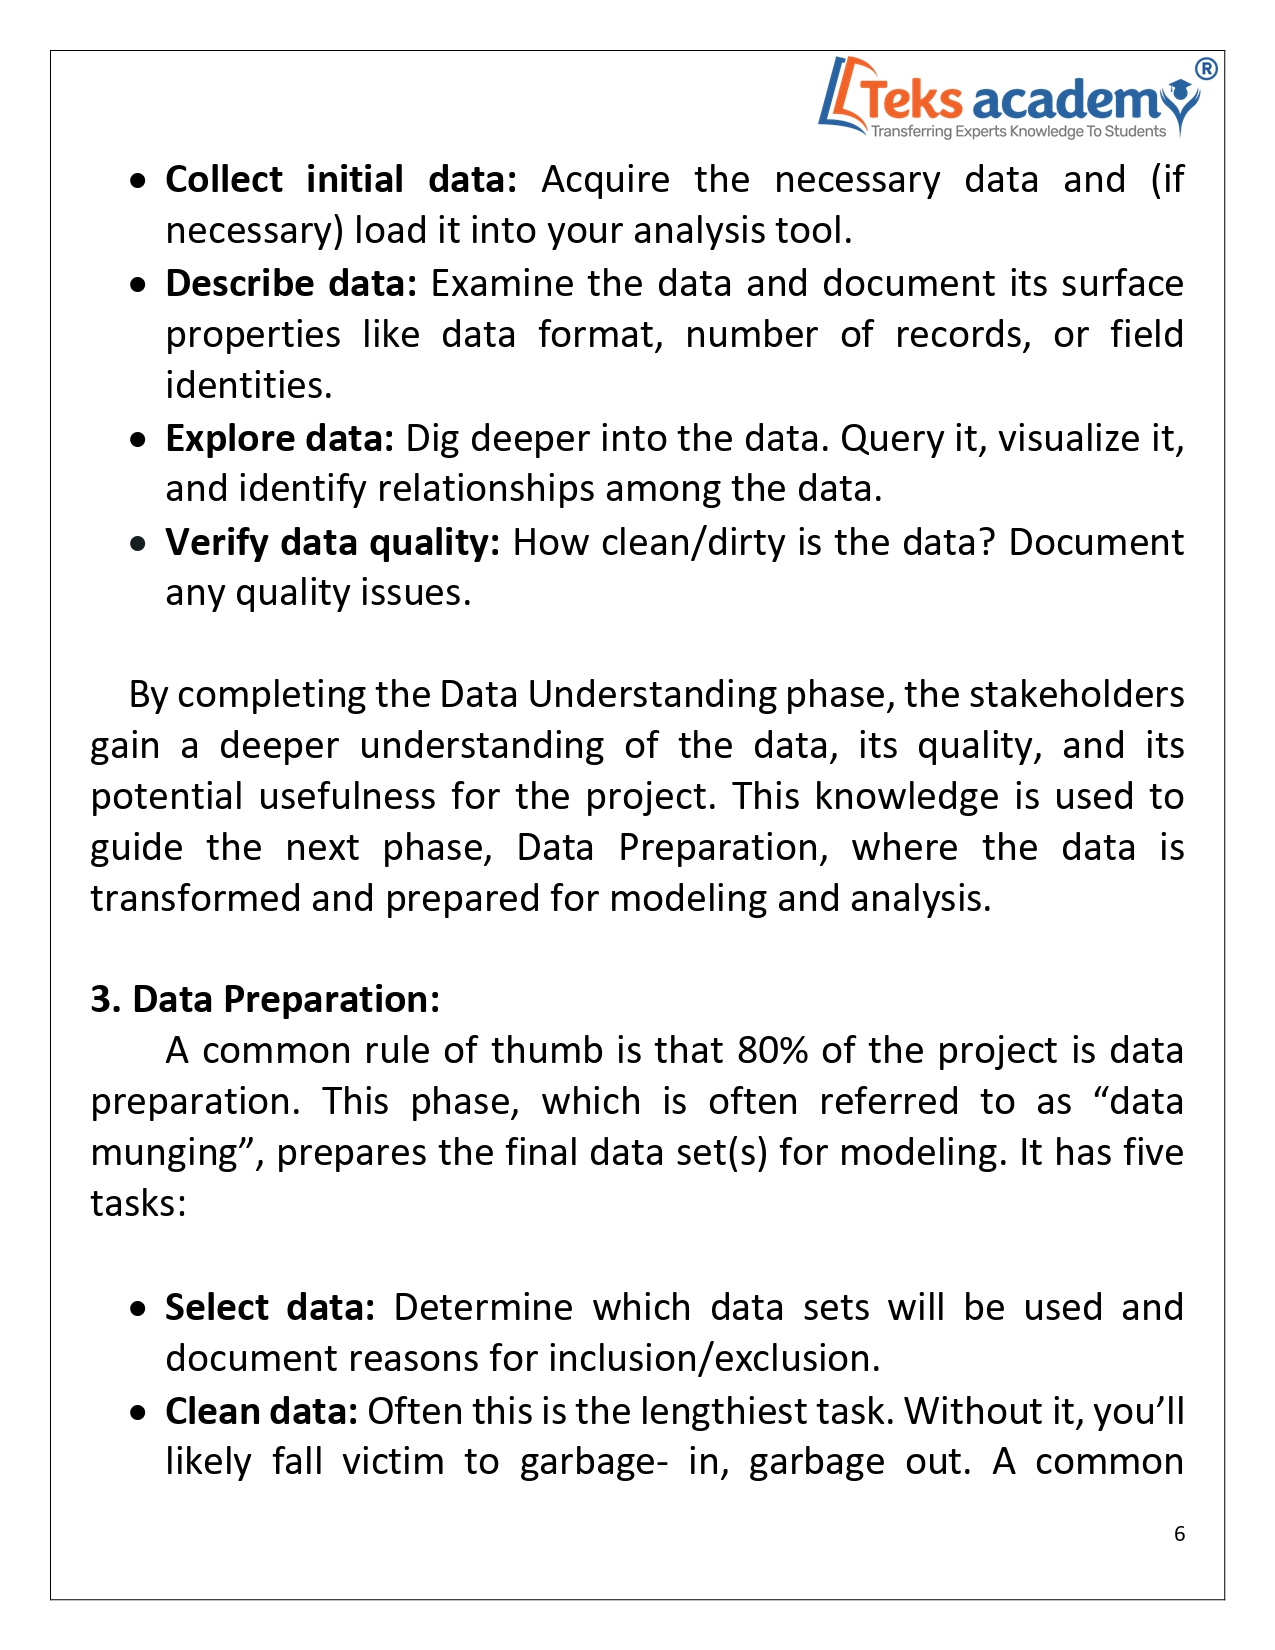 Teks academy ®
Transferring Experts Knowledge To Students
• Collect initial data: Acquire the necessary data and (if
necessary) load it into your analysis tool.
• Describe data: Examine the data and document its surface
properties like data format, number of records, or field
identities.
• Explore data: Dig deeper into the data. Query it, visualize it,
and identify relationships among the data.
• Verify data quality: How clean/dirty is the data? Document
any quality issues.
By completing the Data Understanding phase, the stakeholders
gain a deeper understanding of the data, its quality, and its
potential usefulness for the project. This knowledge is used to
guide the next phase, Data Preparation, where the data is
transformed and prepared for modeling and analysis.
3. Data Preparation:
A common rule of thumb is that 80% of the project is data
preparation. This phase, which is often referred to as “data
munging”, prepares the final data set(s) for modeling. It has five
tasks:
• Select data: Determine which data sets will be used and
document reasons for inclusion/exclusion.
• Clean data: Often this is the lengthiest task. Without it, you’ll
likely fall victim to garbage- in, garbage out. A common
6